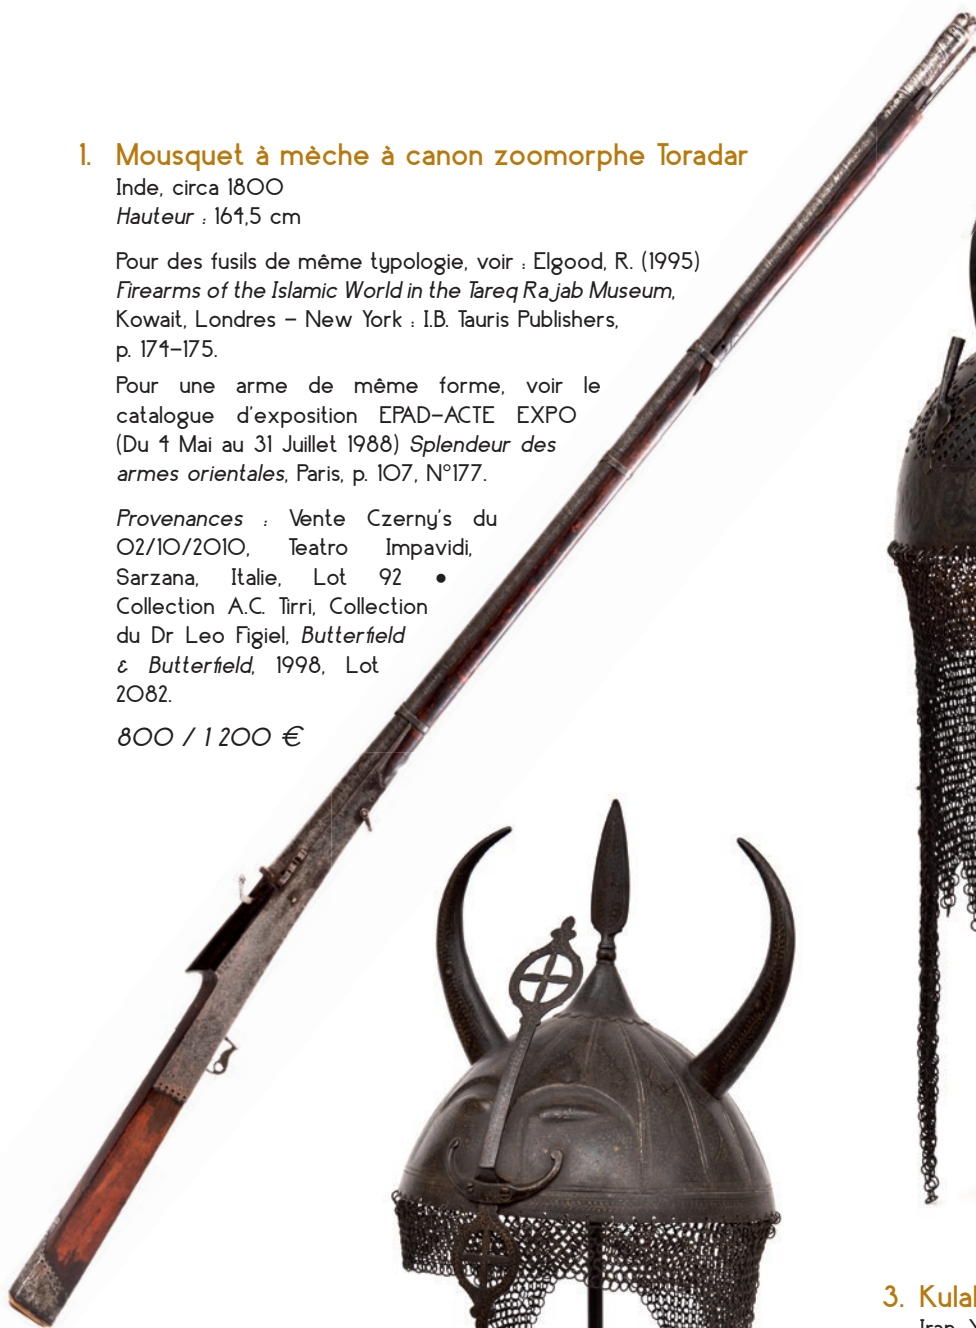 1. Mousquet à mèche à canon zoomorphe Toradar
Inde, circa 1800
Hauteur : 164,5 cm
Pour des fusils de même typologie, voir : Elgood, R. (1995)
Firearms of the Islamic World in the Tareq Rajab Museum,
Kowait, Londres – New York : I.B. Tauris Publishers,
p. 174–175.
Pour une arme de même forme, voir le
catalogue d'exposition EPAD–ACTE EXPO
(Du 4 Mai au 31 Juillet 1988) Splendeur des
armes orientales, Paris, p. 107, N°177.
Provenances : Vente Czerny's du
02/10/2010, Teatro Impavidi,
Sarzana, Italie, Lot 92 •
Collection A.C. Tirri, Collection
du Dr Leo Figiel, Butterfield
& Butterfield, 1998, Lot
2082.
800 / 1 200 €
3.